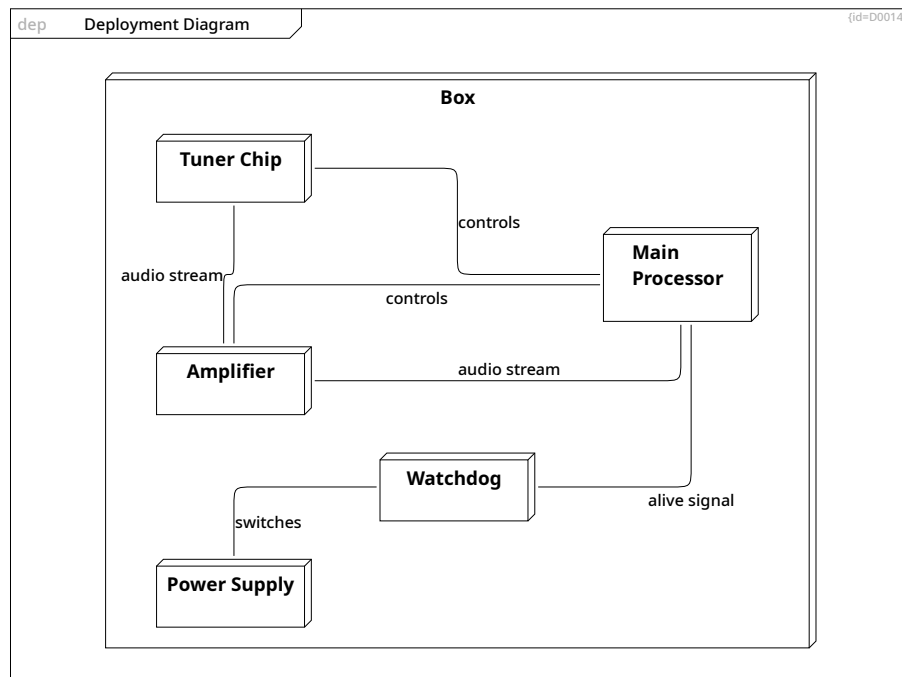 dep Deployment Diagram
{id=D0014
Box
Tuner Chip
controls
Main
Processor
audio stream
controls
Amplifier
audio stream
Watchdog
alive signal
switches
Power Supply